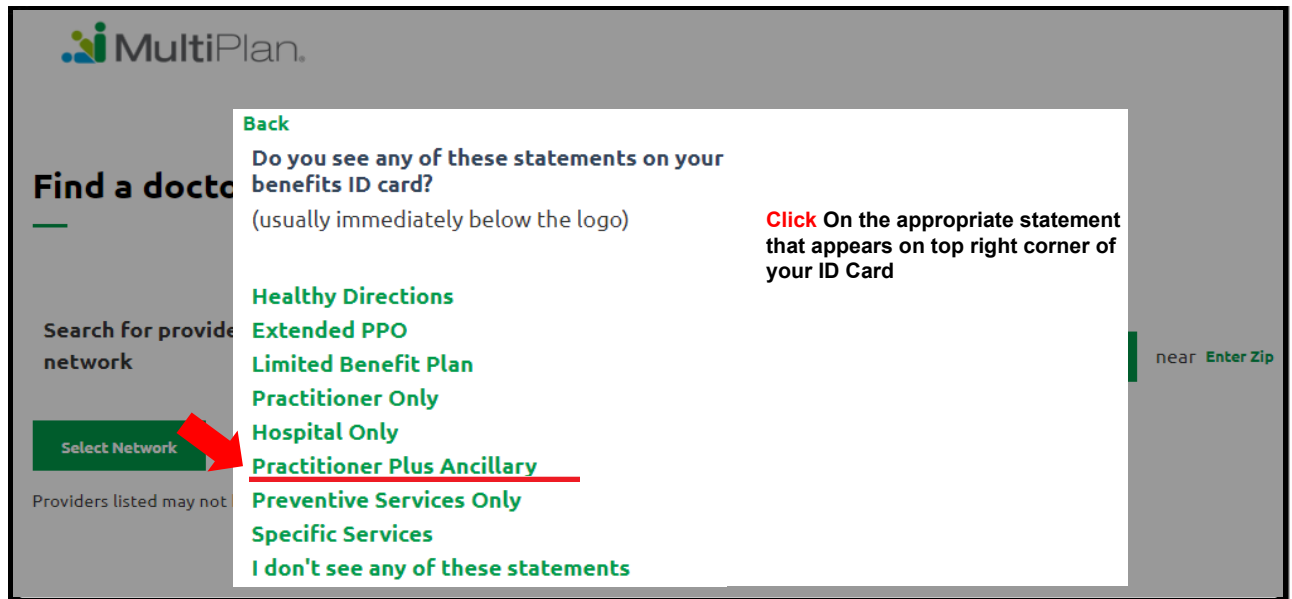 MultiPlan.
Back
Do you see any of these statements on your
benefits ID card?
(usually immediately below the logo)
Click On the appropriate statement
that appears on top right corner of
your ID Card
Find a docto
Healthy Directions
Extended PPO
Limited Benefit Plan
Practitioner Only
Hospital Only
Practitioner Plus Ancillary
Preventive Services Only
Specific Services
I don't see any of these statements
Search for provide
network
near Enter Zip
Select Network
Providers listed may not